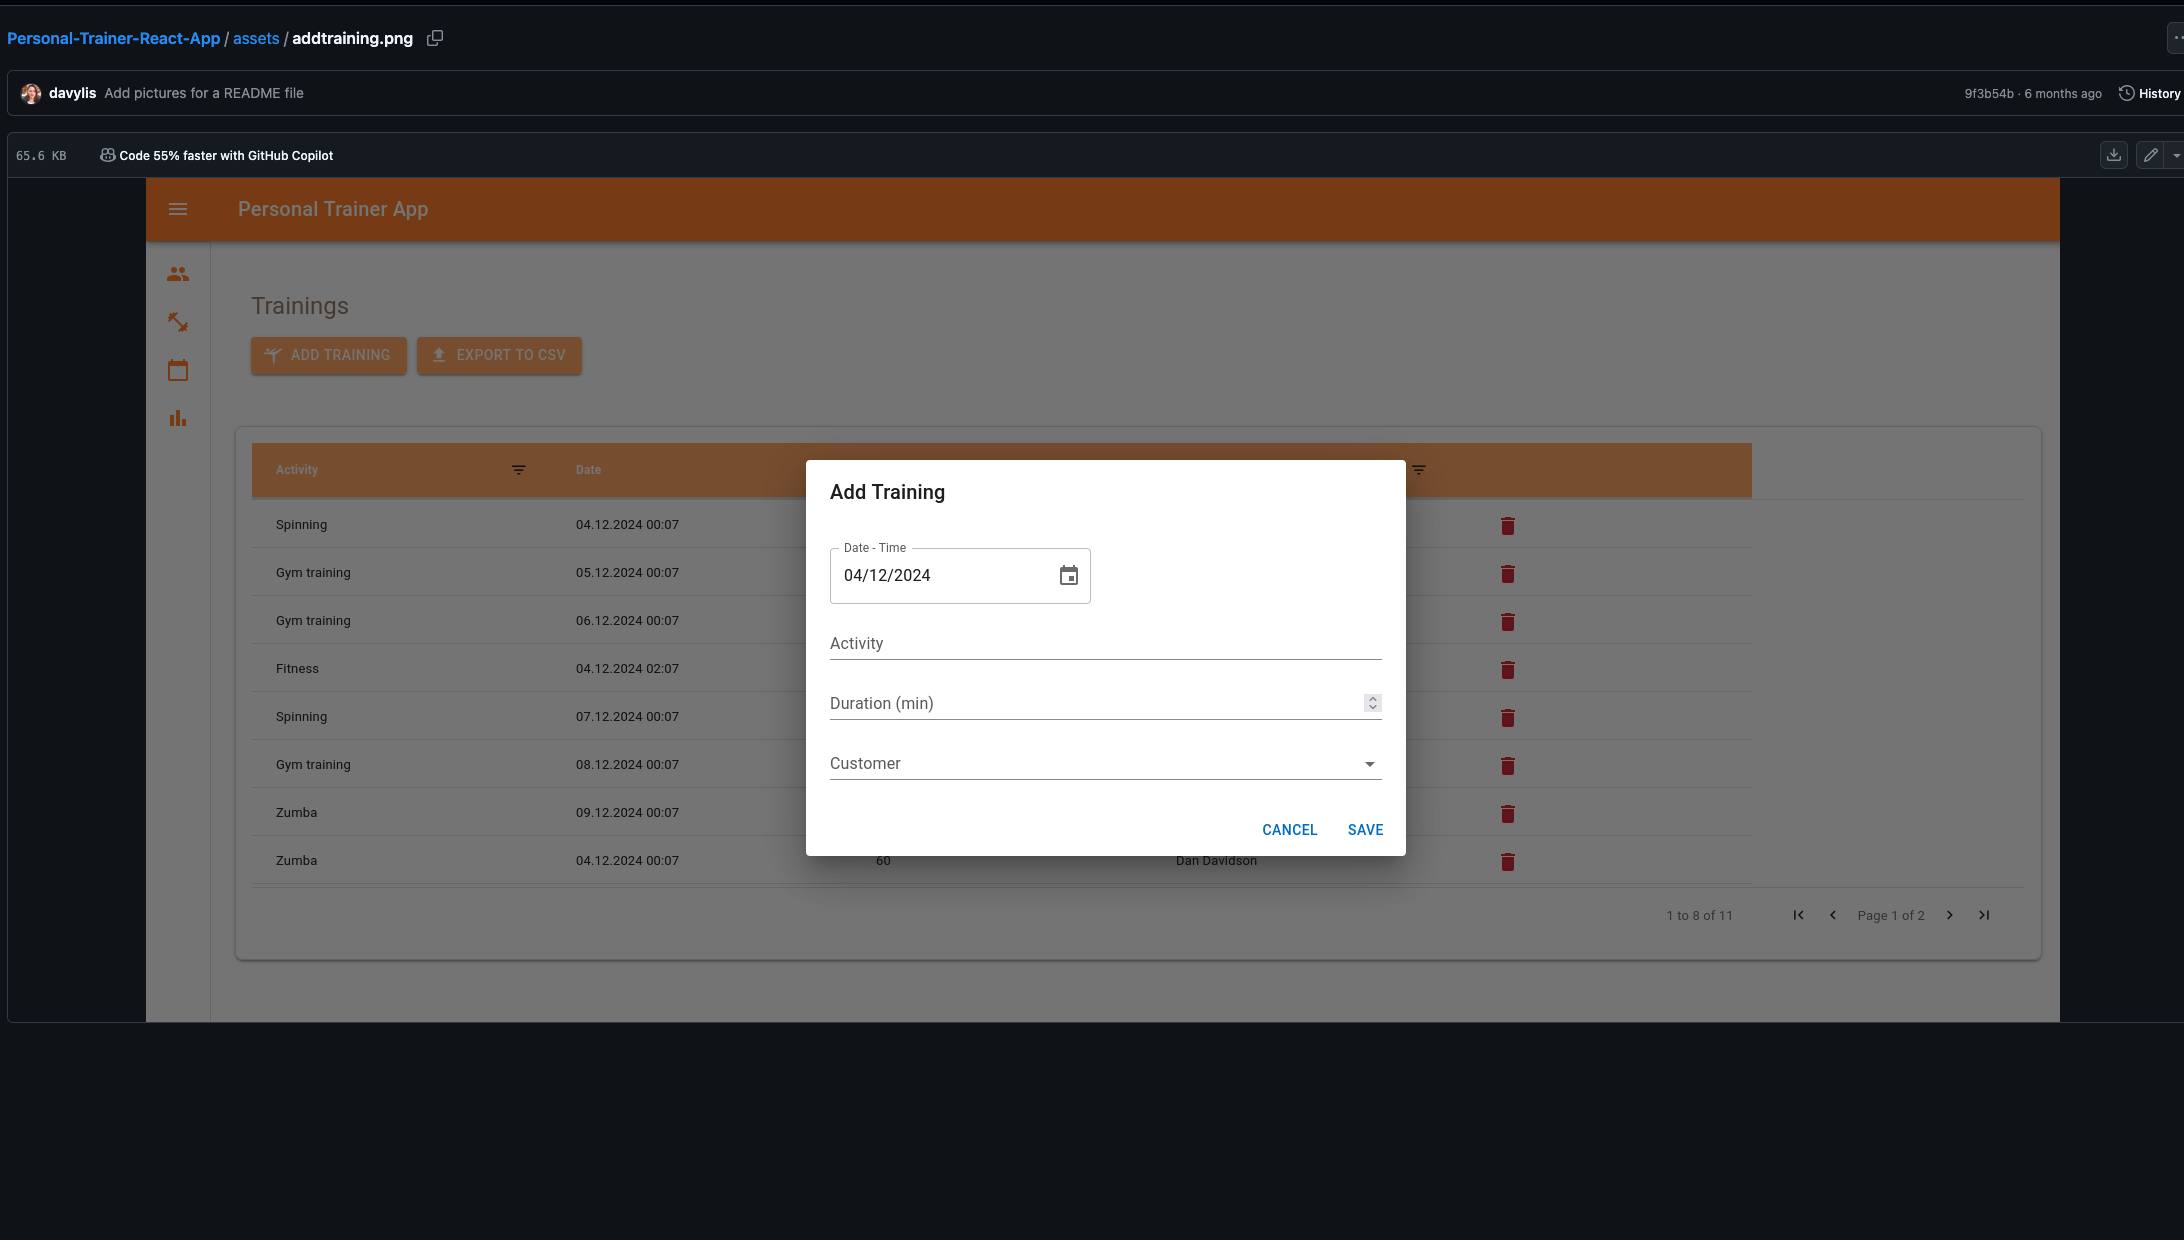 Personal-Trainer-React-App / assets / addtraining.png
davylis Add pictures for a README file
9f3b54b · 6 months ago History
65.6 KB Code 55% faster with GitHub Copilot
Personal Trainer App
Trainings
ADD TRAINING EXPORT TO CSV
Activity Date
Spinning 04.12.2024 00:07
Gym training 05.12.2024 00:07
Gym training 06.12.2024 00:07
Fitness 04.12.2024 02:07
Spinning 07.12.2024 00:07
Gym training 08.12.2024 00:07
Zumba 09.12.2024 00:07
Zumba 04.12.2024 00:07 60 Dan Davidson
1 to 8 of 11 Page 1 of 2
Add Training
Date - Time
04/12/2024
Activity
Duration (min)
Customer
CANCEL SAVE